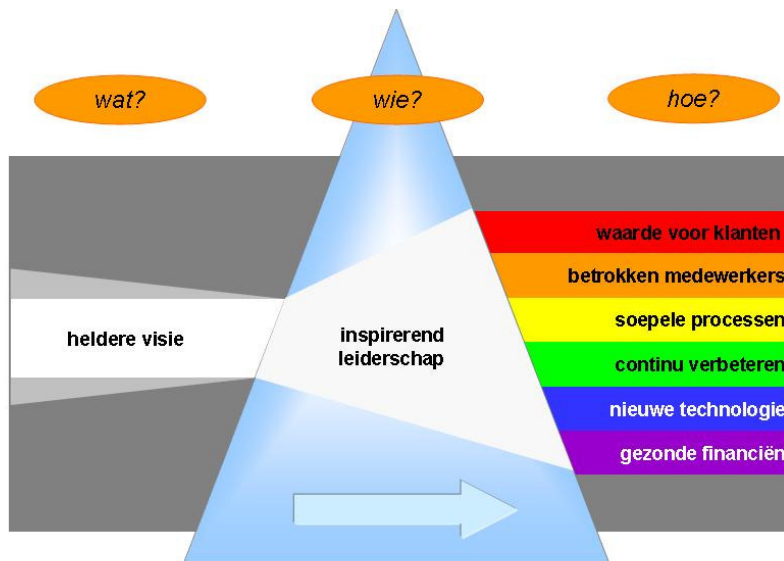 wat?
wie?
hoe?
heldere visie
inspirerend
leiderschap
waarde voor klanten
betrokken medewerkers
soepele processen
continu verbeteren
nieuwe technologie
gezonde financiën